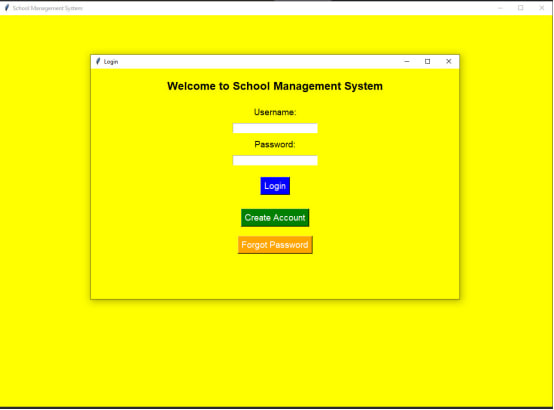 School Management System
Login
Welcome to School Management System
Username:
Password:
Login
Create Account
Forgot Password